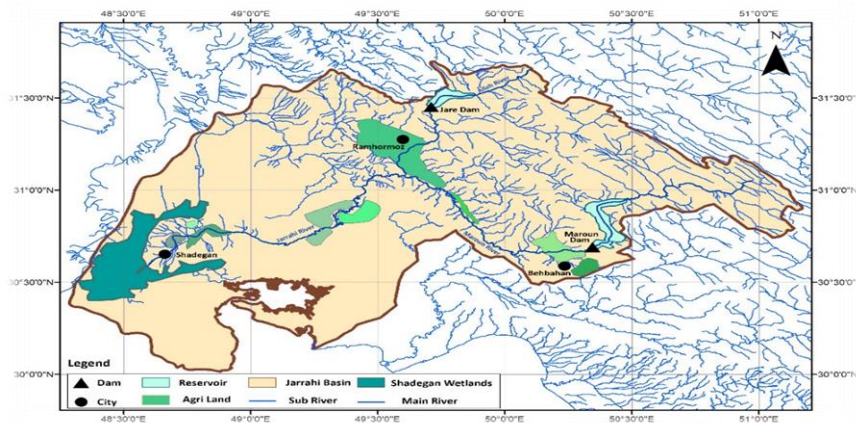 48°30'0"E 49°0'0"E 49°30'0"E 50°0'0"E 50°30'0"E 51°0'0"E
N
31°30'0"N 31°30'0"N
Jare Dam
Ramhormoz
31°0'0"N 31°0'0"N
Jarrahi River
Maroun River
Maroun
Dam
Shadegan
Behbahan
30°30'0"N 30°30'0"N
30°0'0"N 30°0'0"N
Legend
Dam Reservoir Jarrahi Basin Shadegan Wetlands
City Agri Land Sub River Main River
48°30'0"E 49°0'0"E 49°30'0"E 50°0'0"E 50°30'0"E 51°0'0"E